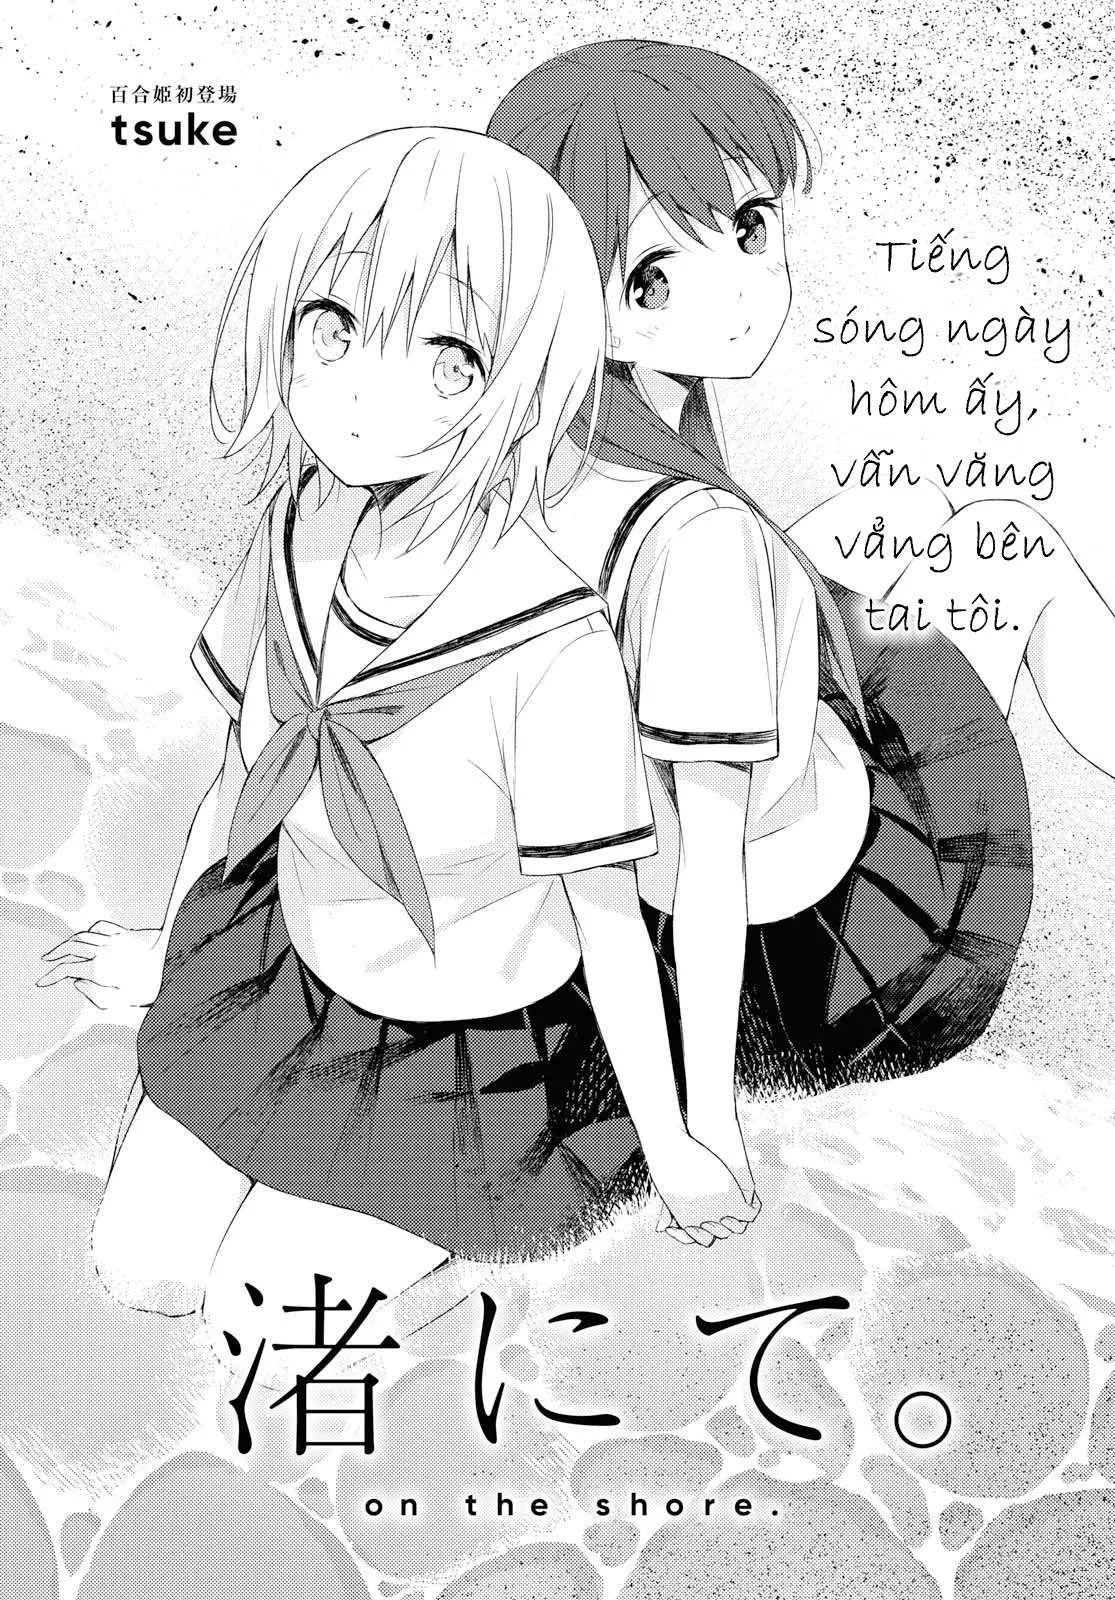 百合姫初登場
tsuke
Tiếng
sóng ngày
hôm ấy,
vẫn văng
vẳng bên
tai tôi.
渚にて。
on the shore.